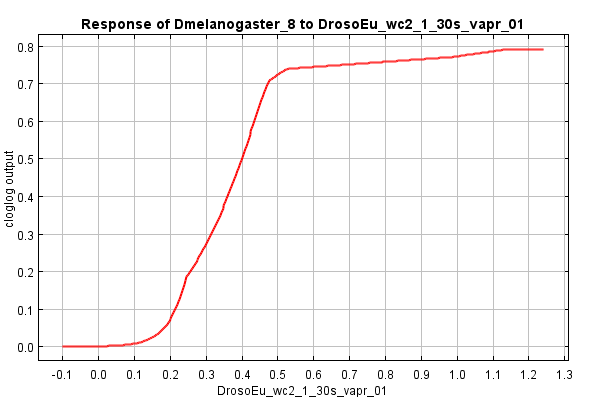 Response of Dmelanogaster_8 to DrosoEu_wc2_1_30s_vapr_01
cloglog output
0.8
0.7
0.6
0.5
0.4
0.3
0.2
0.1
0.0
-0.1 0.0 0.1 0.2 0.3 0.4 0.5 0.6 0.7 0.8 0.9 1.0 1.1 1.2 1.3
DrosoEu_wc2_1_30s_vapr_01